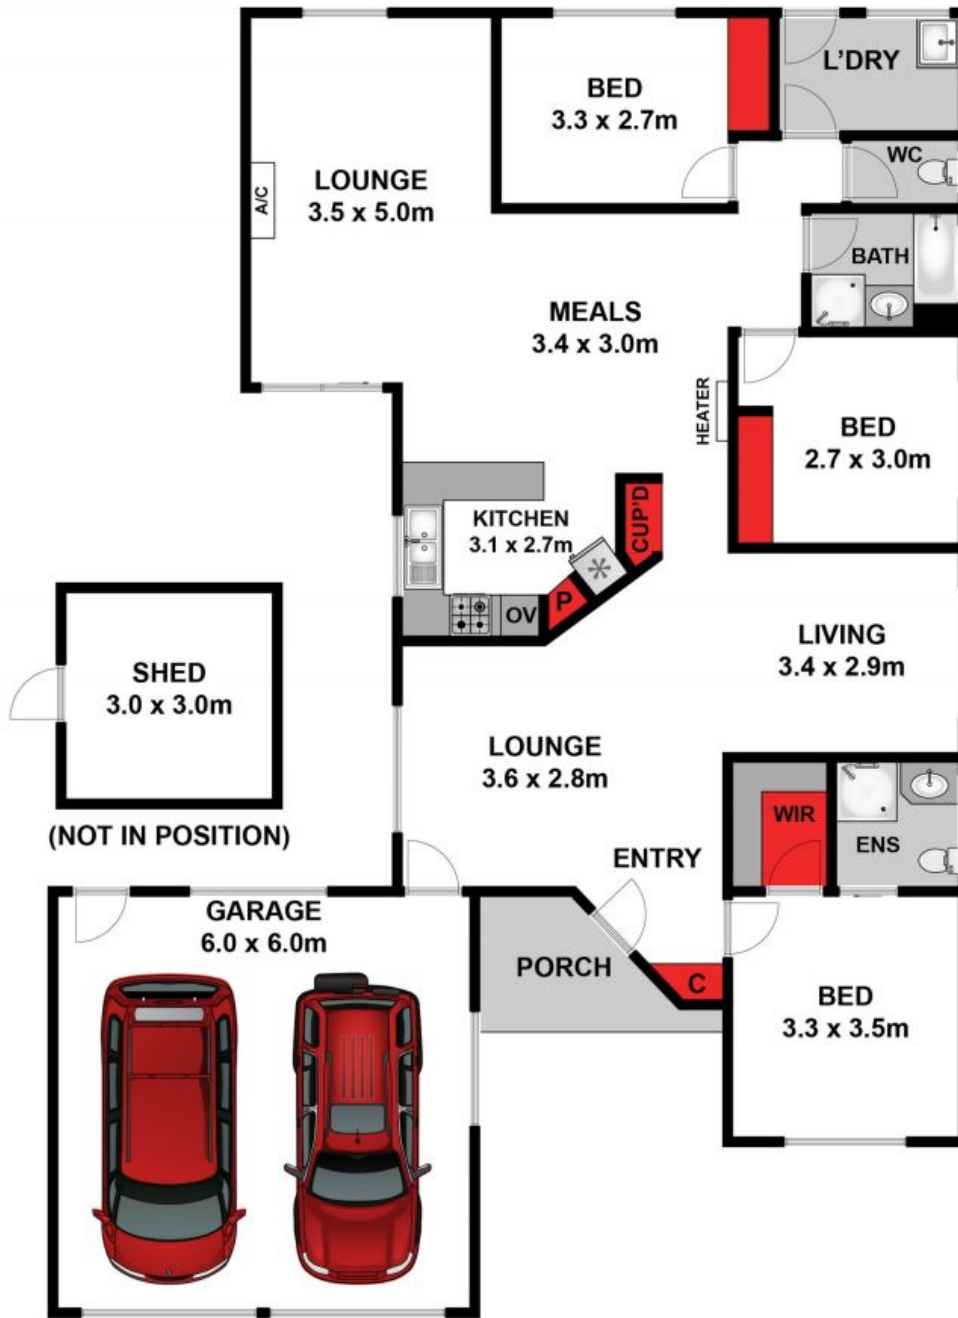 BED
3.3 x 2.7m
L'DRY
WC
LOUNGE
3.5 x 5.0m
A/C
BATH
MEALS
3.4 x 3.0m
HEATER
BED
2.7 x 3.0m
KITCHEN
3.1 x 2.7m
CUP'D
P
OV
LIVING
3.4 x 2.9m
SHED
3.0 x 3.0m
(NOT IN POSITION)
LOUNGE
3.6 x 2.8m
WIR
ENS
ENTRY
GARAGE
6.0 x 6.0m
PORCH
C
BED
3.3 x 3.5m